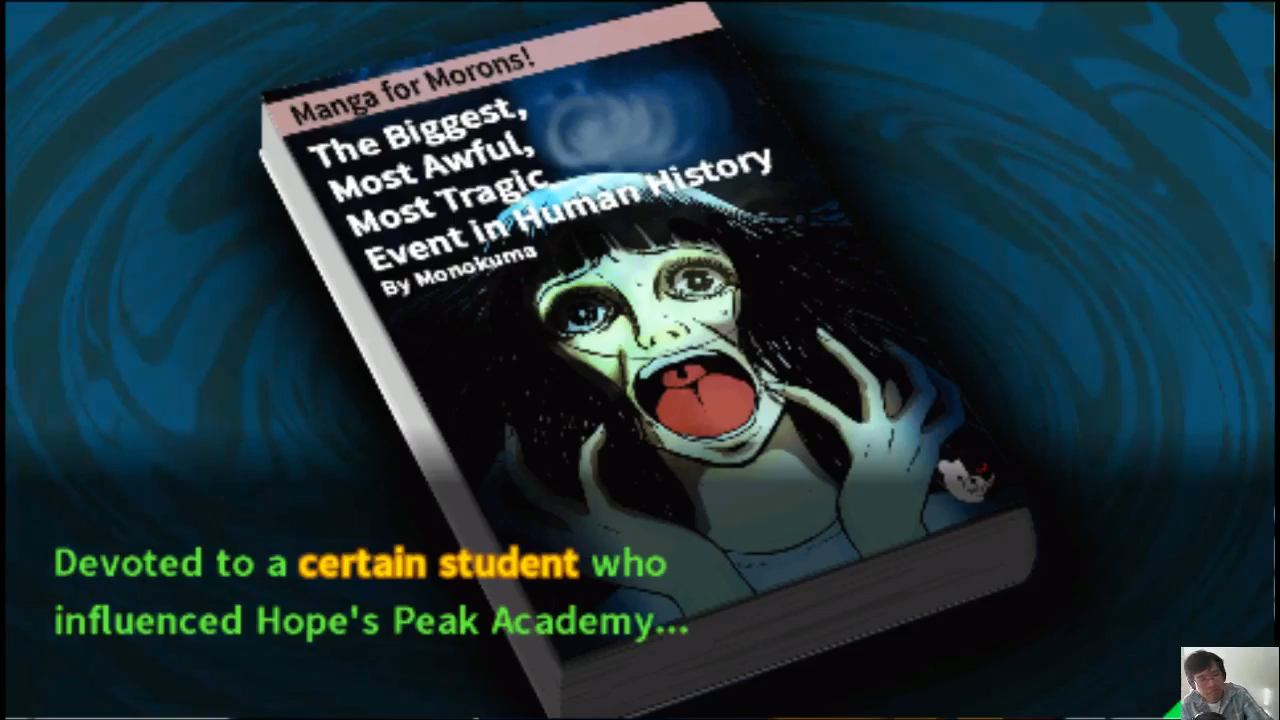 Manga for Morons!
The Biggest,
Most Awful,
Most Tragic
Event in Human History
By Monokuma
Devoted to a certain student who
influenced Hope's Peak Academy...